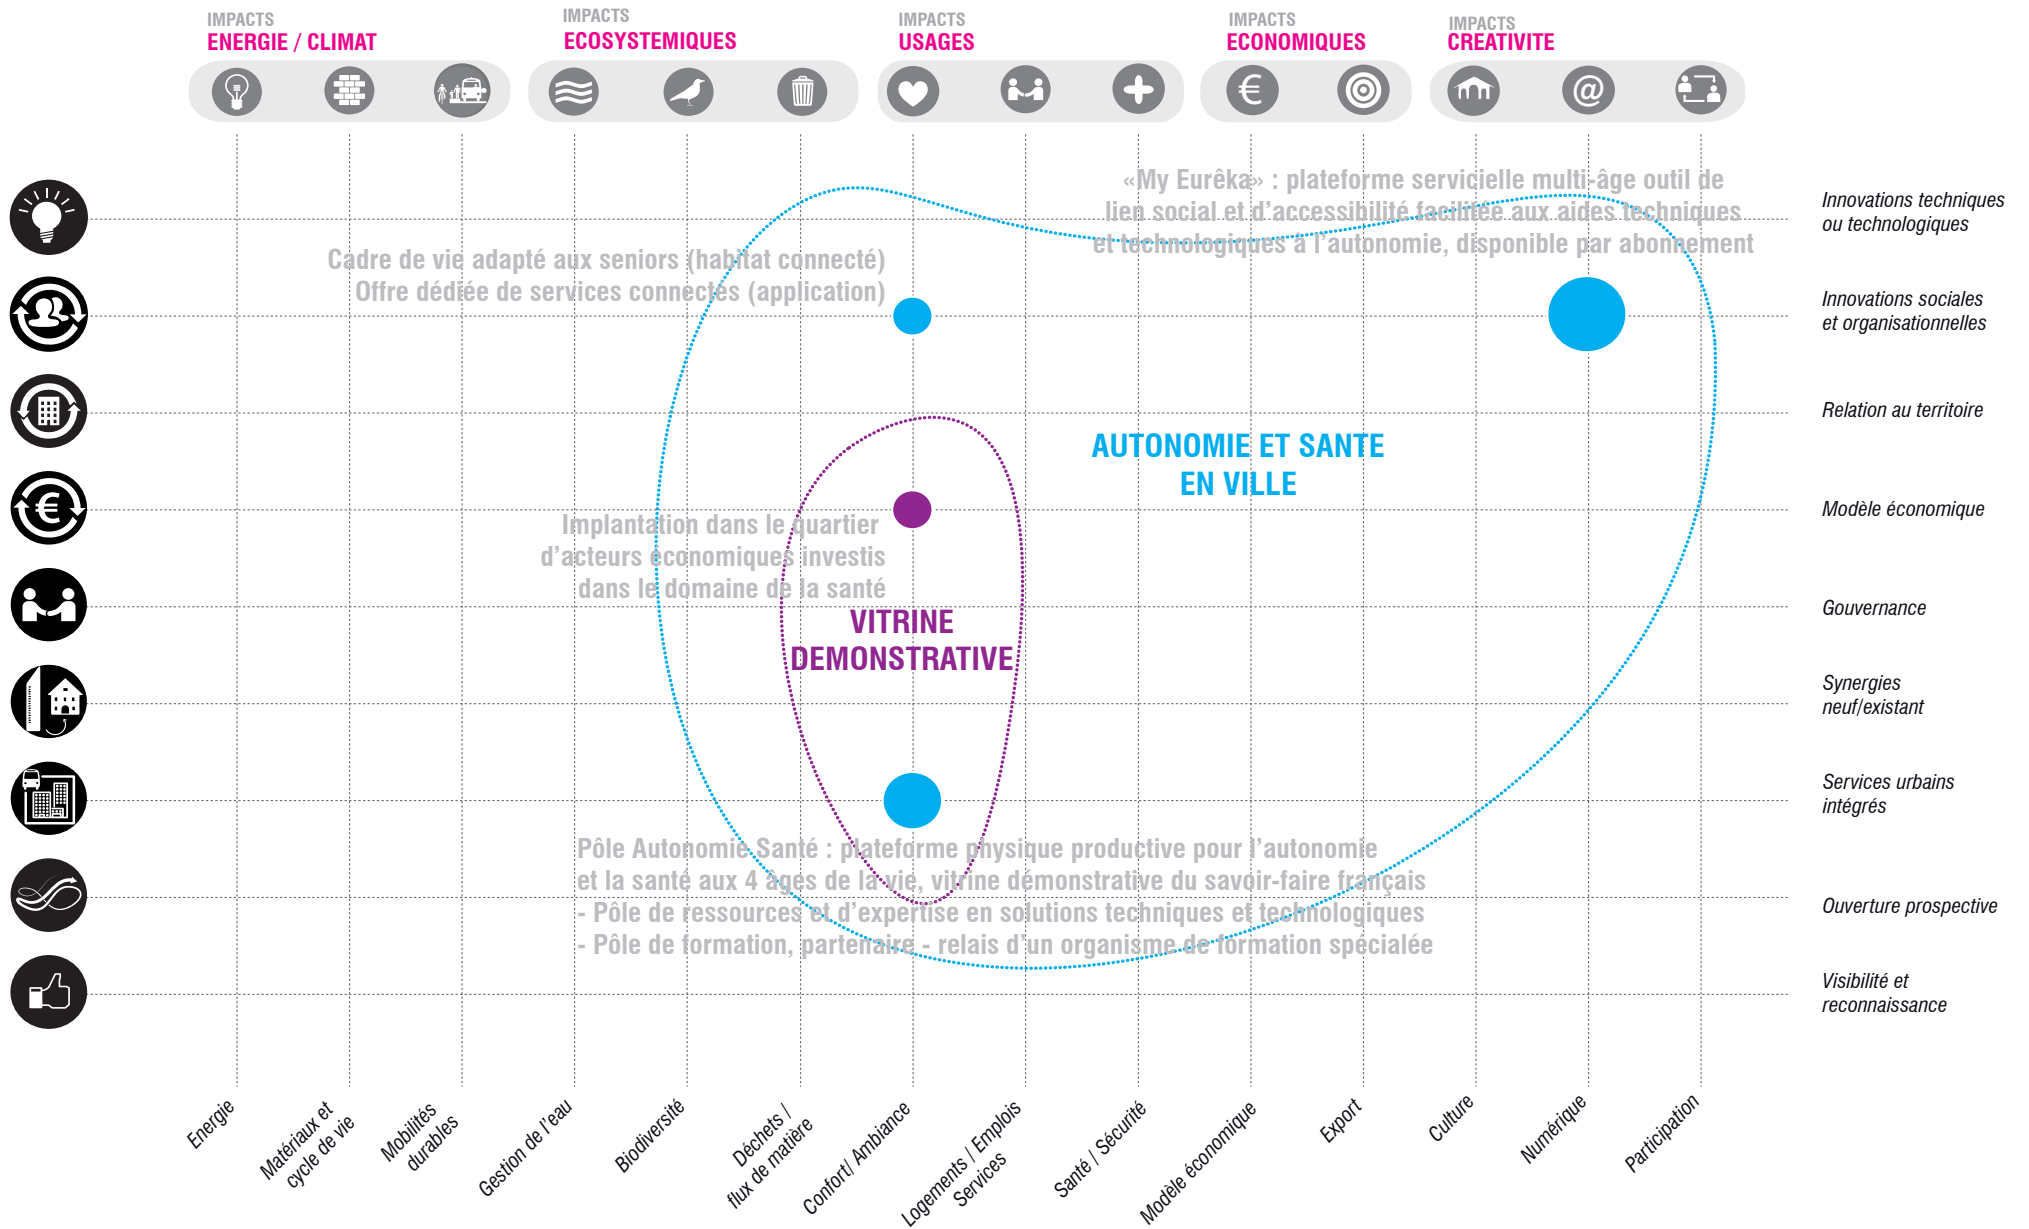 IMPACTS
ENERGIE / CLIMAT
IMPACTS
ECOSYSTEMIQUES
IMPACTS
USAGES
IMPACTS
ECONOMIQUES
IMPACTS
CREATIVITE
«My Eurêka» : plateforme servicielle multi-âge outil de
lien social et d’accessibilité facilitée aux aides techniques
et technologiques à l’autonomie, disponible par abonnement
Innovations techniques
ou technologiques
Cadre de vie adapté aux seniors (habitat connecté)
Offre dédiée de services connectés (application)
Innovations sociales
et organisationnelles
Relation au territoire
AUTONOMIE ET SANTE
EN VILLE
Modèle économique
Implantation dans le quartier
d’acteurs économiques investis
dans le domaine de la santé
Gouvernance
VITRINE
DEMONSTRATIVE
Synergies
neuf/existant
Services urbains
intégrés
Pôle Autonomie Santé : plateforme physique productive pour l’autonomie
et la santé aux 4 âges de la vie, vitrine démonstrative du savoir-faire français
- Pôle de ressources et d’expertise en solutions techniques et technologiques
- Pôle de formation, partenaire - relais d’un organisme de formation spécialée
Ouverture prospective
Visibilité et
reconnaissance
Energie
Matériaux et
cycle de vie
Mobilités
durables
Gestion de l’eau
Biodiversité
Déchets /
flux de matière
Confort/ Ambiance
Logements / Emplois
Services
Santé / Sécurité
Modèle économique
Export
Culture
Numérique
Participation